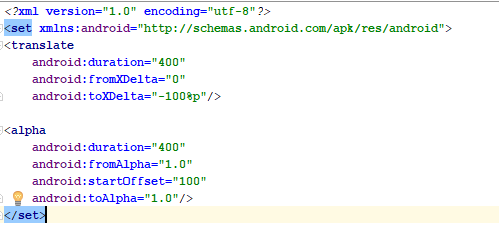 <?xml version="1.0" encoding="utf-8"?>
<set xmlns:android="http://schemas.android.com/apk/res/android">
<translate
android:duration="400"
android:fromXDelta="0"
android:toXDelta="-100%p"/>
<alpha
android:duration="400"
android:fromAlpha="1.0"
android:startOffset="100"
android:toAlpha="1.0"/>
</set>